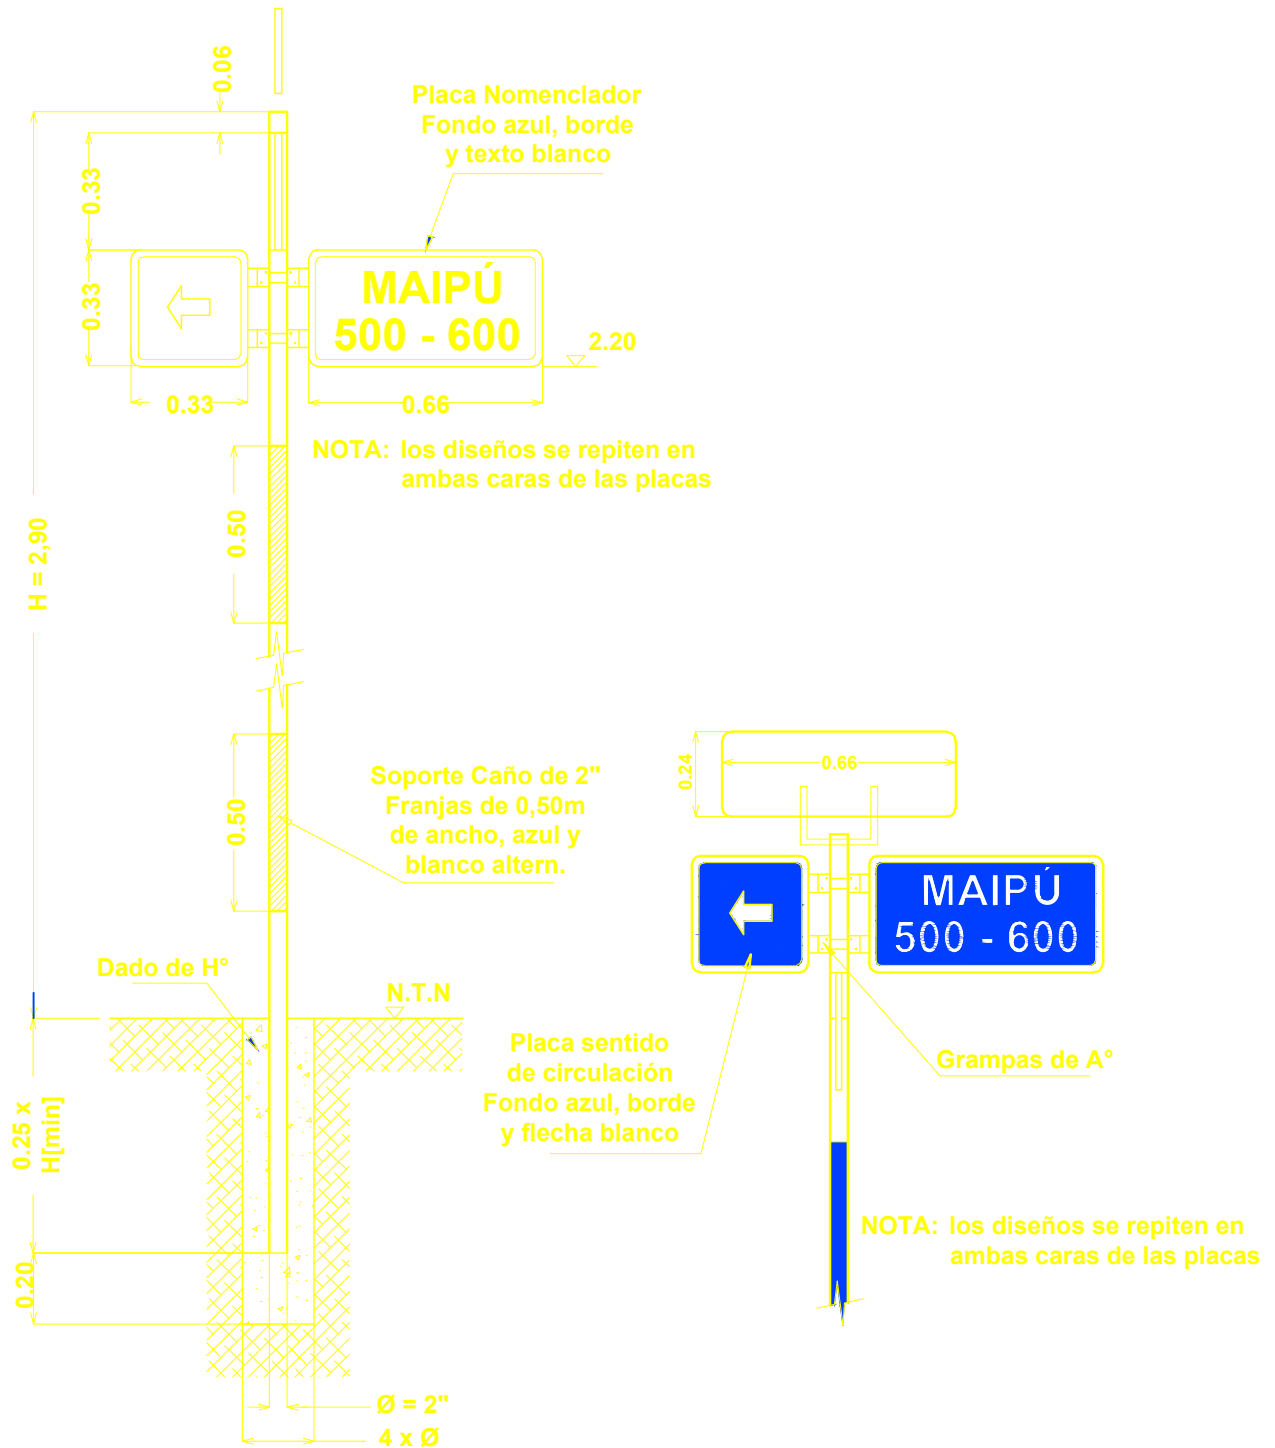 0.06
Placa Nomenclador
Fondo azul, borde
y texto blanco
0.33
0.33
MAIPÚ
500 - 600
2.20
0.33
0.66
NOTA: los diseños se repiten en
ambas caras de las placas
H = 2,90
0.50
0.50
Soporte Caño de 2"
Franjas de 0,50m
de ancho, azul y
blanco altern.
0.24
0.66
MAIPÚ
500 - 600
Dado de H°
N.T.N
Placa sentido
de circulación
Fondo azul, borde
y flecha blanco
Grampas de A°
0.25 x
H[min]
NOTA: los diseños se repiten en
ambas caras de las placas
0.20
Ø = 2"
4 x Ø